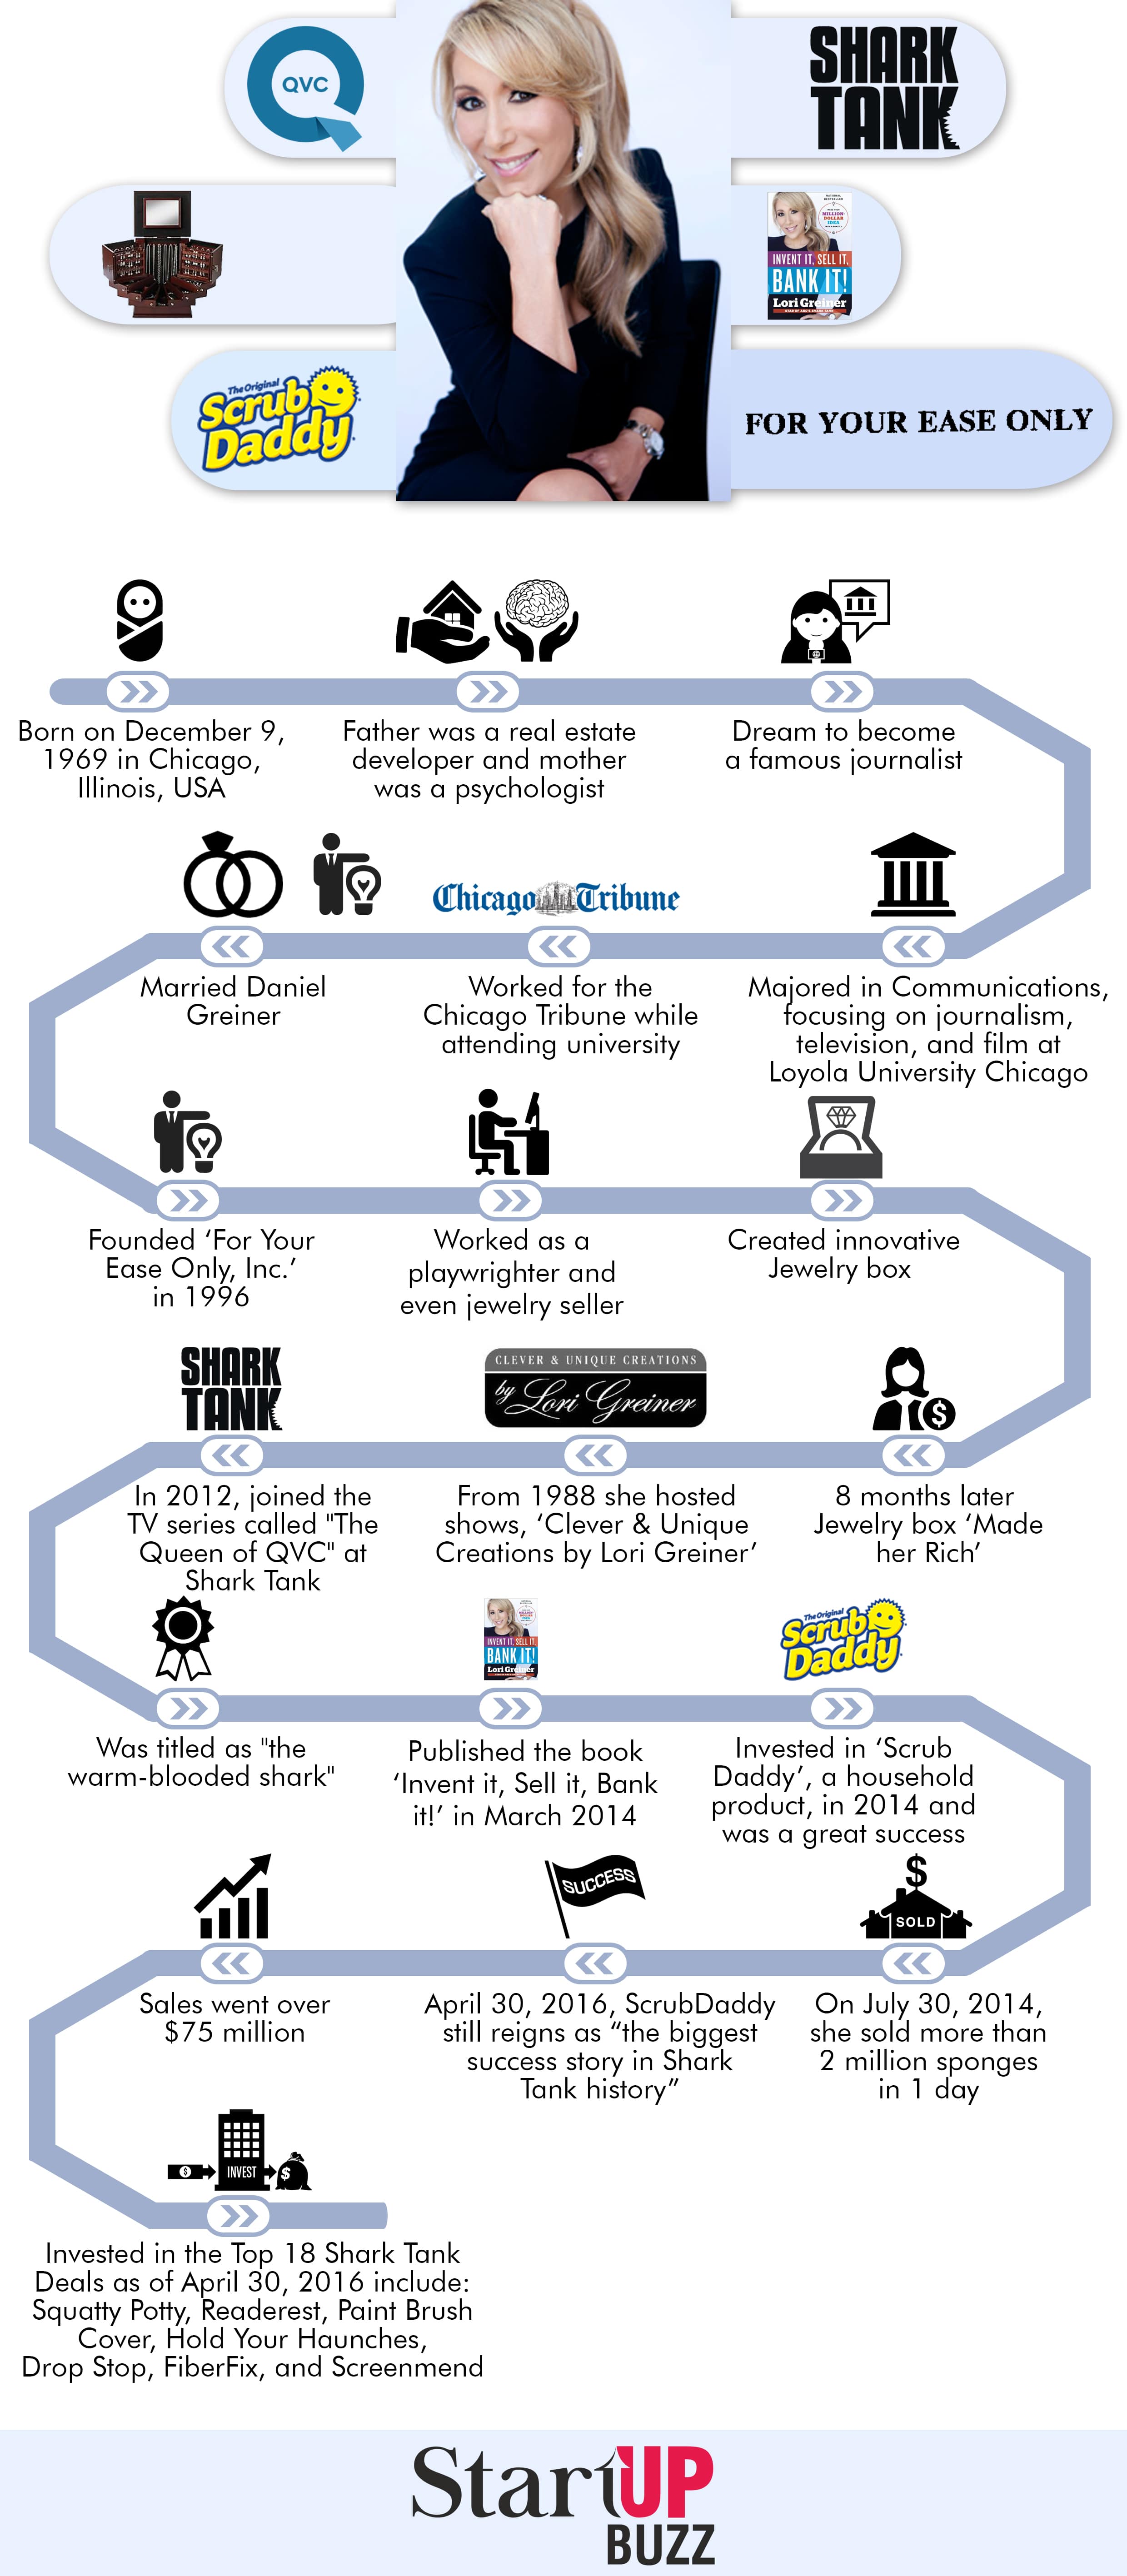 QVC
SHARK
TANK
NATIONAL
BESTSELLER
MILLION-
DOLLAR
IDEA
INVENT IT, SELL IT,
BANK IT!
Lori Greiner
The Original
Scrub
Daddy
FOR YOUR EASE ONLY
Born on December 9,
1969 in Chicago,
Illinois, USA
Father was a real estate
developer and mother
was a psychologist
Dream to become
a famous journalist
Chicago Tribune
Majored in Communications,
focusing on journalism,
television, and film at
Loyola University Chicago
Worked for the
Chicago Tribune while
attending university
Married Daniel
Greiner
Founded ‘For Your
Ease Only, Inc.’
in 1996
Worked as a
playwrighter and
even jewelry seller
Created innovative
Jewelry box
$
8 months later
Jewelry box ‘Made
her Rich’
CLEVER & UNIQUE CREATIONS
by Lori Greiner
From 1988 she hosted
shows, ‘Clever & Unique
Creations by Lori Greiner’
SHARK
TANK
In 2012, joined the
TV series called "The
Queen of QVC" at
Shark Tank
Was titled as "the
warm-blooded shark"
INVENT IT, SELL IT,
BANK IT!
Lori Greiner
Published the book
‘Invent it, Sell it, Bank
it!’ in March 2014
The Original
Scrub
Daddy
Invested in ‘Scrub
Daddy’, a household
product, in 2014 and
was a great success
$
SOLD
On July 30, 2014,
she sold more than
2 million sponges
in 1 day
SUCCESS
April 30, 2016, ScrubDaddy
still reigns as “the biggest
success story in Shark
Tank history”
Sales went over
$75 million
$ INVEST $
Invested in the Top 18 Shark Tank
Deals as of April 30, 2016 include:
Squatty Potty, Readerest, Paint Brush
Cover, Hold Your Haunches,
Drop Stop, FiberFix, and Screenmend
StartUP
BUZZ